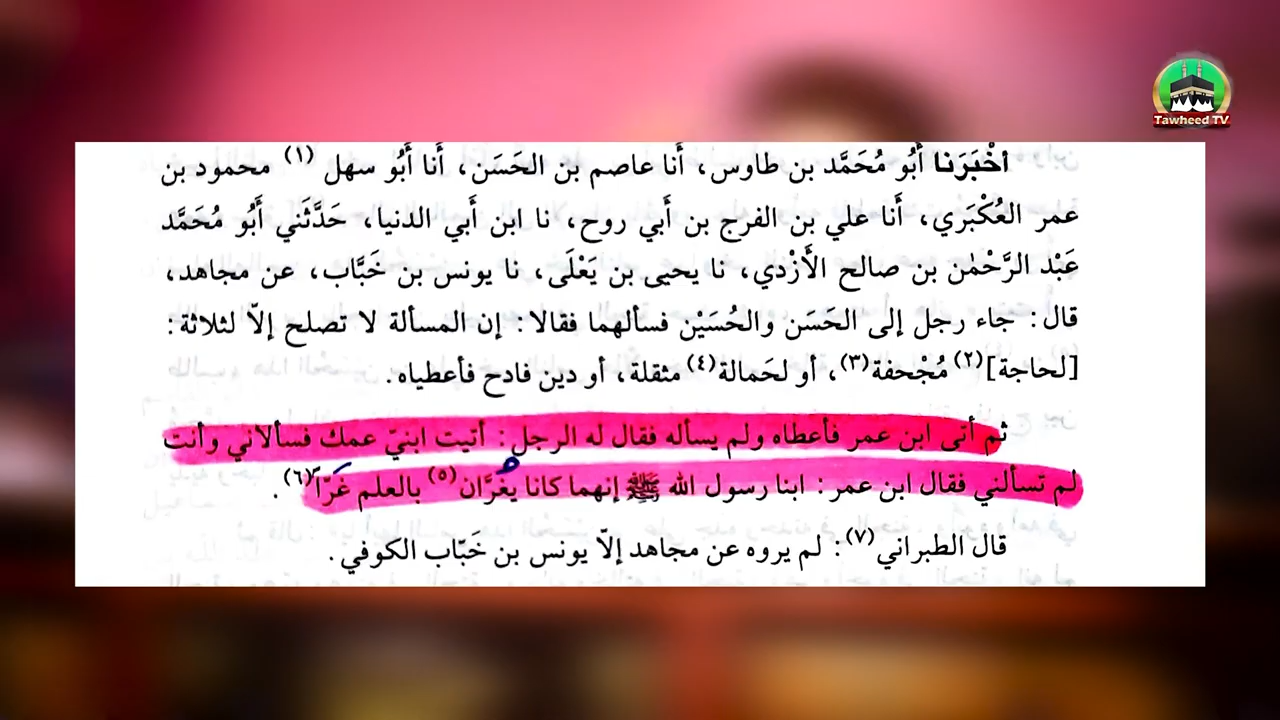 Tawheed TV
أخْبَرَنا أَبُو مُحَمَّد بن طاوس، أَنا عاصم بن الحَسَن، أَنا أَبُو سهل (١) محمود بن
عمر العُكْبَري، أَنا علي بن الفرج بن أَبي روح، نا ابن أَبي الدنيا، حَدَّثَني أَبُو مُحَمَّد
عَبْد الرَّحْمٰن بن صالح الأَزْدي، نا يحيى بن يَعْلَى، نا يونس بن خَبَّاب، عن مجاهد،
قال: جاء رجل إلى الحَسَن والحُسَيْن فسألهما فقالا: إن المسألة لا تصلح إلاّ لثلاثة:
[لحاجة](٢) مُجْحفة(٣)، أو لحَمالة(٤) مثقلة، أو دين فادح فأعطياه.
ثم أتى ابن عمر فأعطاه ولم يسأله فقال له الرجل: أتيت ابنيّ عمك فسألاني وأنت
لم تسألني فقال ابن عمر: ابنا رسول الله ﷺ إنهما كانا يغُرَّان(٥) بالعلم غَرّاً(٦).
قال الطبراني(٧): لم يروه عن مجاهد إلاّ يونس بن خَبّاب الكوفي.